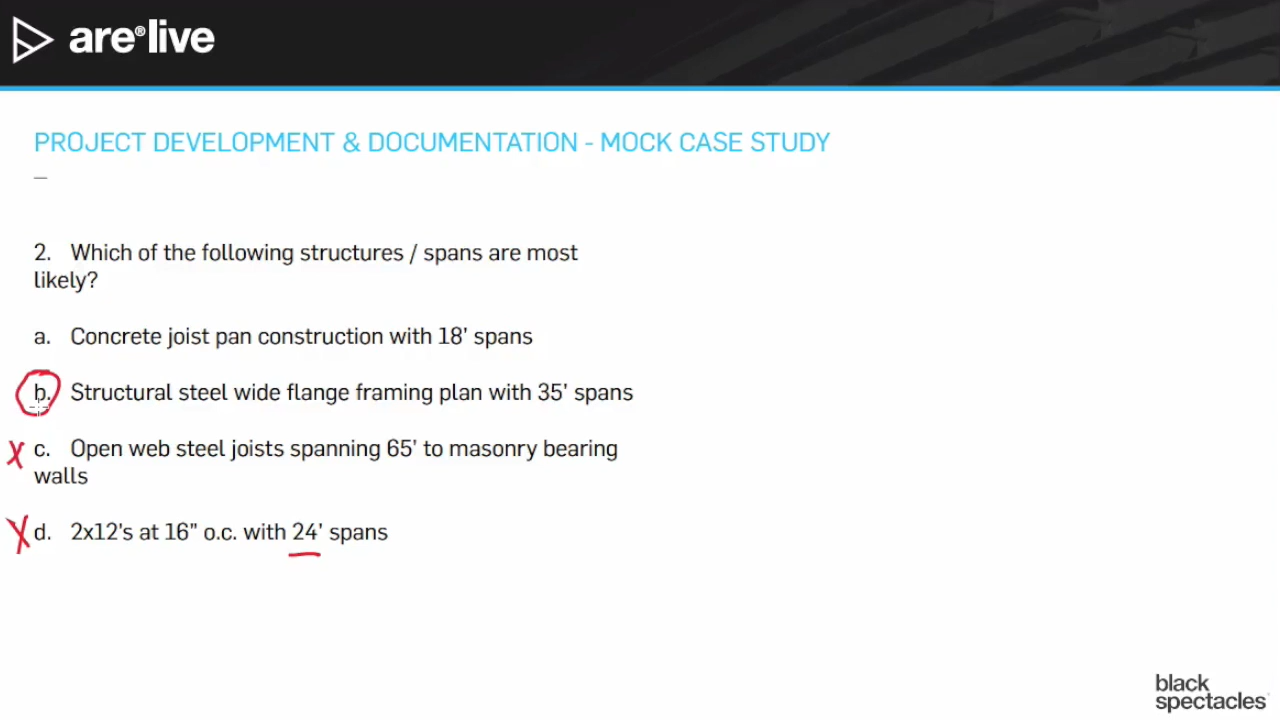 are®live
PROJECT DEVELOPMENT & DOCUMENTATION - MOCK CASE STUDY
–
2. Which of the following structures / spans are most
likely?
a. Concrete joist pan construction with 18' spans
b. Structural steel wide flange framing plan with 35' spans
X c. Open web steel joists spanning 65' to masonry bearing
walls
X d. 2x12's at 16" o.c. with 24' spans
black
spectacles